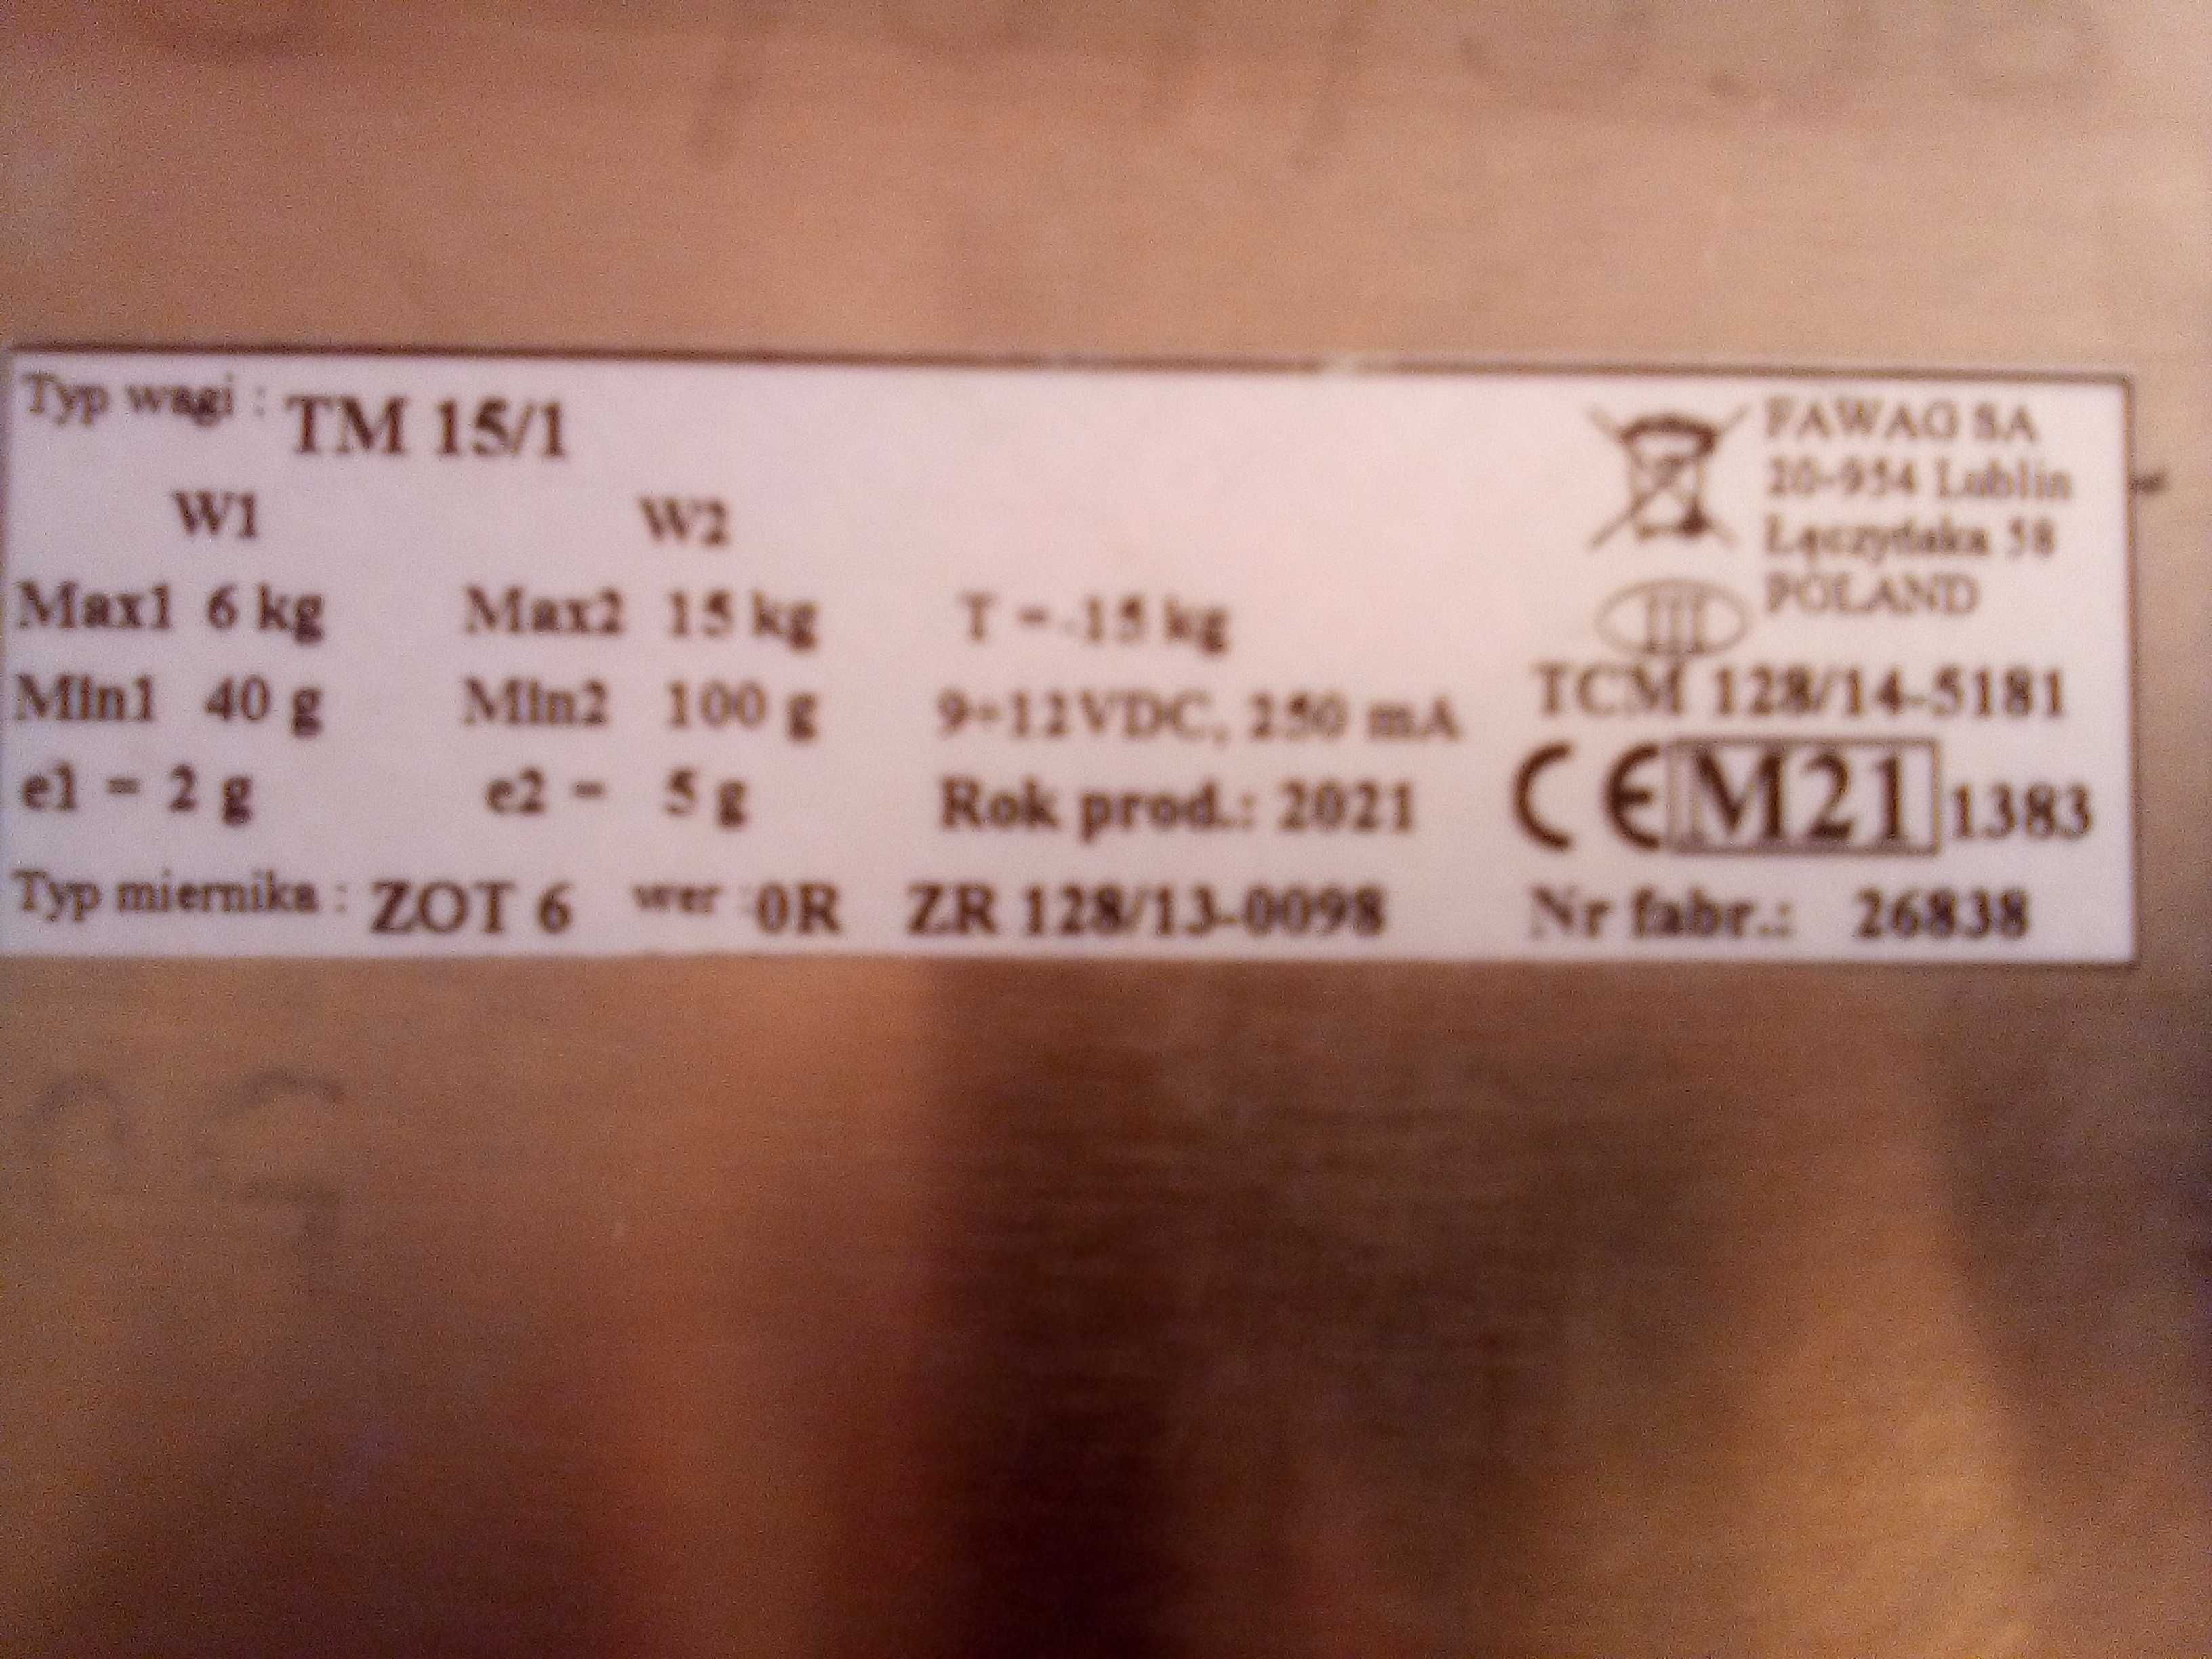 Typ wagi : TM 15/1
W1 W2
Max1 6 kg Max2 15 kg T = -15 kg
Min1 40 g Min2 100 g 9÷12VDC, 250 mA
e1 = 2 g e2 = 5 g Rok prod.: 2021
Typ miernika : ZOT 6 wer :0R ZR 128/13-0098
FAWAG SA
20-954 Lublin
Łęczyńska 58
POLAND
III
TCM 128/14-5181
CE M21 1383
Nr fabr.: 26838